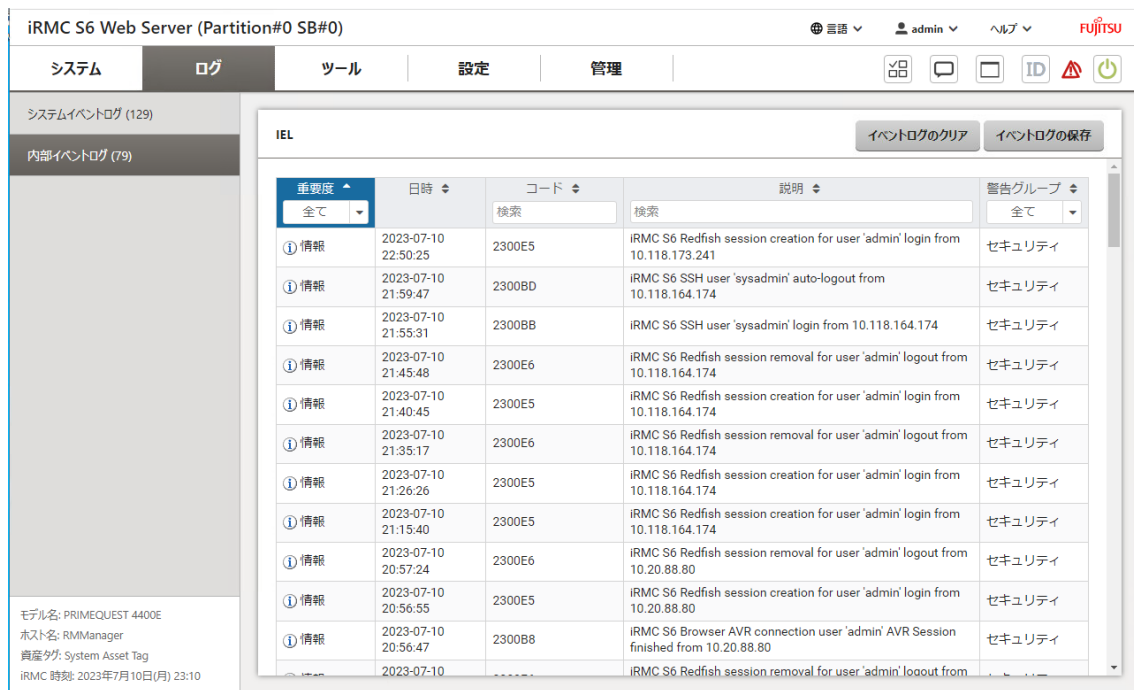 iRMC S6 Web Server (Partition#0 SB#0)
言語
admin
ヘルプ
FUJITSU
システム
ログ
ツール
設定
管理
ID
システムイベントログ (129)
内部イベントログ (79)
IEL
イベントログのクリア
イベントログの保存
重要度
日時
コード
説明
警告グループ
全て
検索
検索
全て
情報
2023-07-10
22:50:25
2300E5
iRMC S6 Redfish session creation for user 'admin' login from
10.118.173.241
セキュリティ
情報
2023-07-10
21:59:47
2300BD
iRMC S6 SSH user 'sysadmin' auto-logout from
10.118.164.174
セキュリティ
情報
2023-07-10
21:55:31
2300BB
iRMC S6 SSH user 'sysadmin' login from 10.118.164.174
セキュリティ
情報
2023-07-10
21:45:48
2300E6
iRMC S6 Redfish session removal for user 'admin' logout from
10.118.164.174
セキュリティ
情報
2023-07-10
21:40:45
2300E5
iRMC S6 Redfish session creation for user 'admin' login from
10.118.164.174
セキュリティ
情報
2023-07-10
21:35:17
2300E6
iRMC S6 Redfish session removal for user 'admin' logout from
10.118.164.174
セキュリティ
情報
2023-07-10
21:26:26
2300E5
iRMC S6 Redfish session creation for user 'admin' login from
10.118.164.174
セキュリティ
情報
2023-07-10
21:15:40
2300E5
iRMC S6 Redfish session creation for user 'admin' login from
10.118.164.174
セキュリティ
情報
2023-07-10
20:57:24
2300E6
iRMC S6 Redfish session removal for user 'admin' logout from
10.20.88.80
セキュリティ
情報
2023-07-10
20:56:55
2300E5
iRMC S6 Redfish session creation for user 'admin' login from
10.20.88.80
セキュリティ
情報
2023-07-10
20:56:47
2300B8
iRMC S6 Browser AVR connection user 'admin' AVR Session
finished from 10.20.88.80
セキュリティ
2023-07-10
iRMC S6 Redfish session removal for user 'admin' logout from
モデル名: PRIMEQUEST 4400E
ホスト名: RMManager
資産タグ: System Asset Tag
iRMC 時刻: 2023年7月10日(月) 23:10